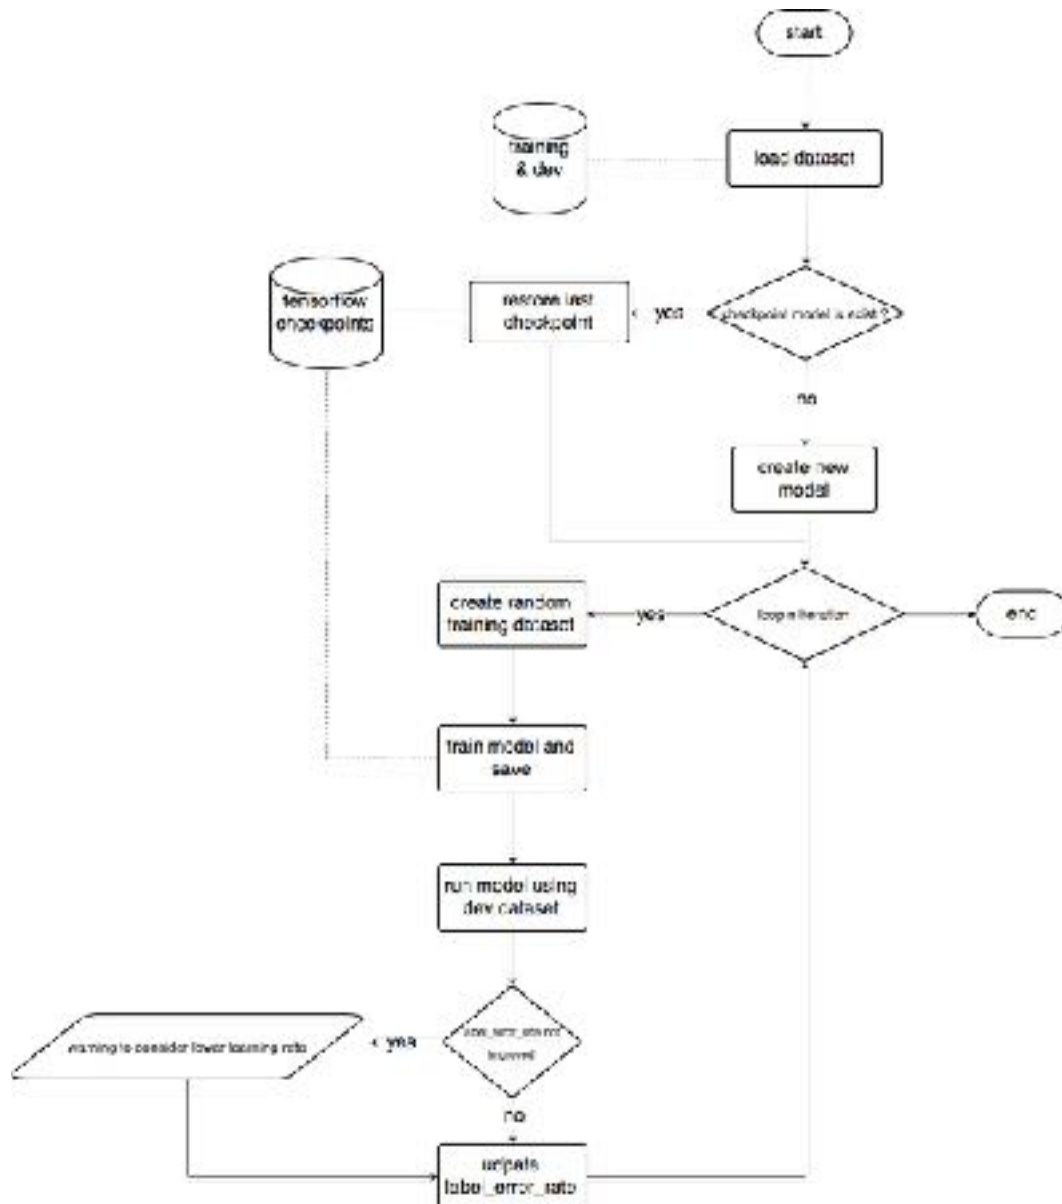 start
training
& dev
load dataset
tensorflow
checkpoints
restore last
checkpoint
yes
checkpoint model is exist ?
no
create new
model
create random
training dataset
yes
loop n iteration
end
train model and
save
run model using
dev dataset
warning to consider lower learning rate
yes
no
label_error_rate